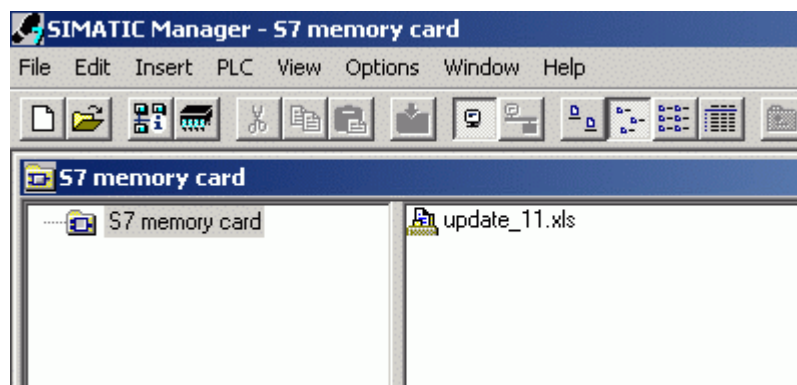 SIMATIC Manager - S7 memory card
File Edit Insert PLC View Options Window Help
S7 memory card
S7 memory card
update_11.xls